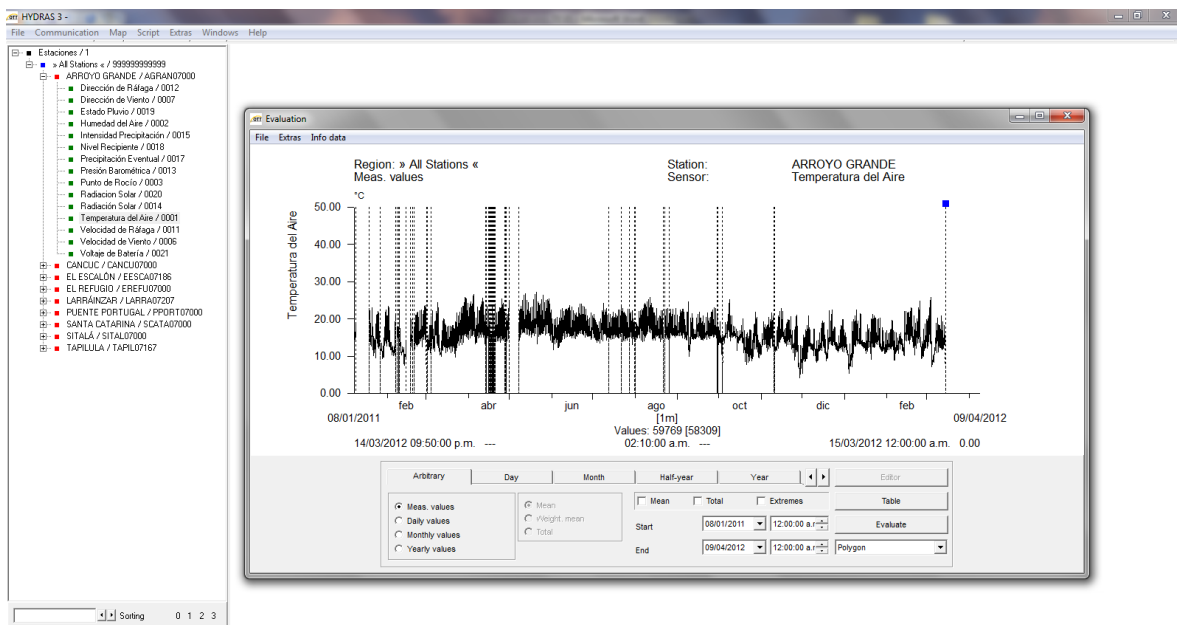 OTT HYDRAS 3 -
File Communication Map Script Extras Windows Help
Estaciones / 1
» All Stations « / 999999999999
ARROYO GRANDE / AGRAN07000
Dirección de Ráfaga / 0012
Dirección de Viento / 0007
Estado Pluvio / 0019
Humedad del Aire / 0002
Intensidad Precipitación / 0015
Nivel Recipiente / 0018
Precipitación Eventual / 0017
Presión Barométrica / 0013
Punto de Rocío / 0003
Radiacion Solar / 0020
Radiación Solar / 0014
Temperatura del Aire / 0001
Velocidad de Ráfaga / 0011
Velocidad de Viento / 0006
Voltaje de Batería / 0021
CANCUC / CANCU07000
EL ESCALÓN / EESCA07186
EL REFUGIO / EREFU07000
LARRÁINZAR / LARRA07207
PUENTE PORTUGAL / PPORT07000
SANTA CATARINA / SCATA07000
SITALÁ / SITAL07000
TAPILULA / TAPIL07167
Sorting 0 1 2 3
OTT Evaluation
File Extras Info data
Region: » All Stations « Station: ARROYO GRANDE
Meas. values Sensor: Temperatura del Aire
°C
Temperatura del Aire
50.00
40.00
30.00
20.00
10.00
0.00
feb abr jun ago oct dic feb
08/01/2011 [1m] 09/04/2012
Values: 59769 [58309]
14/03/2012 09:50:00 p.m. --- 02:10:00 a.m. --- 15/03/2012 12:00:00 a.m. 0.00
Arbitrary Day Month Half-year Year Editor
Meas. values Mean Mean Total Extremes Table
Daily values Weight. mean Start 08/01/2011 12:00:00 a.r Evaluate
Monthly values Total
Yearly values End 09/04/2012 12:00:00 a.r Polygon